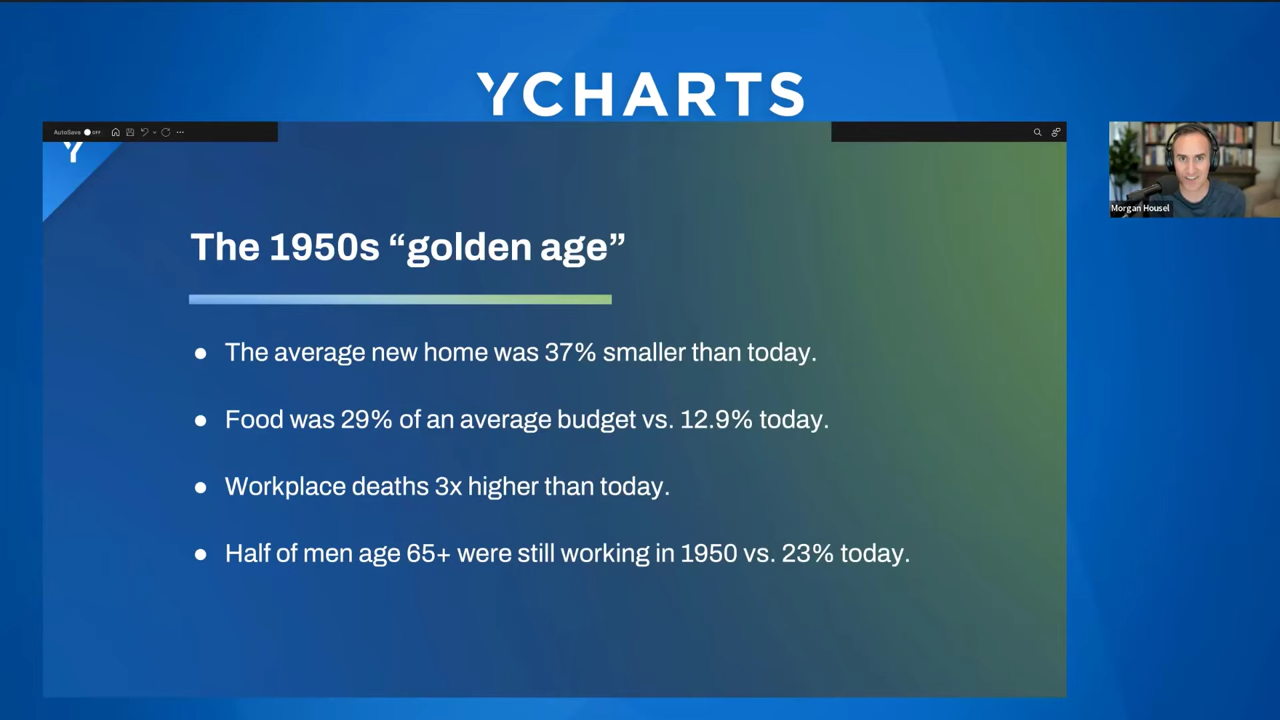 YCHARTS
AutoSave OFF
Y
The 1950s “golden age”
● The average new home was 37% smaller than today.
● Food was 29% of an average budget vs. 12.9% today.
● Workplace deaths 3x higher than today.
● Half of men age 65+ were still working in 1950 vs. 23% today.
Morgan Housel